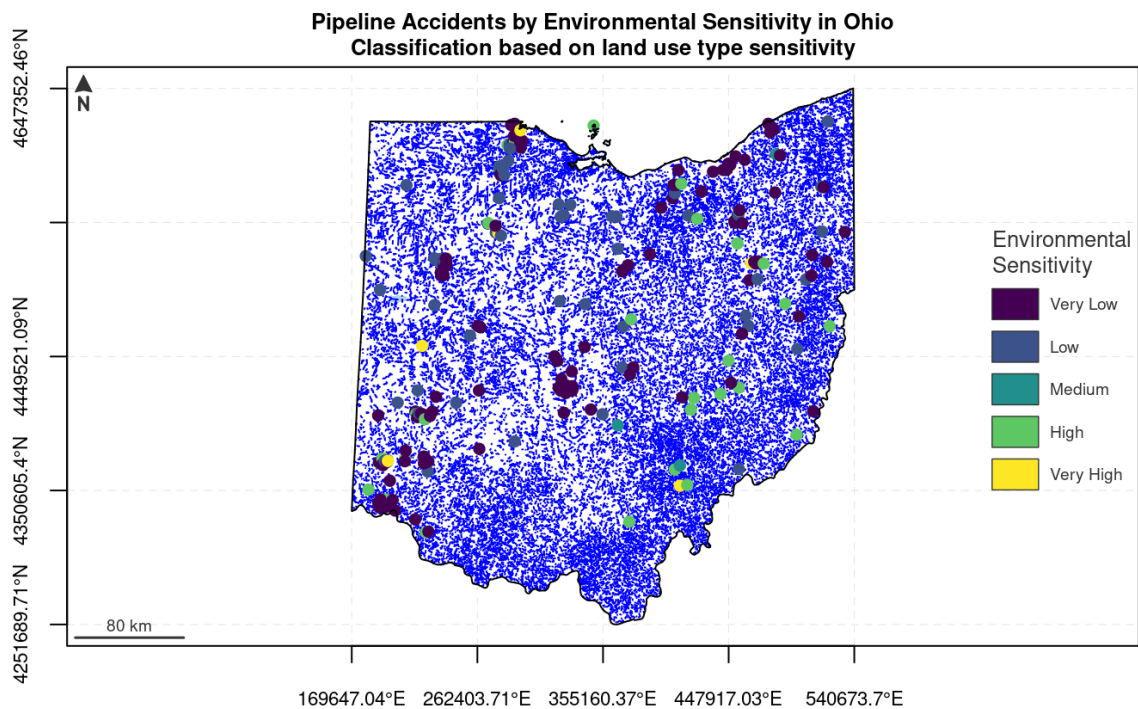 Pipeline Accidents by Environmental Sensitivity in Ohio
Classification based on land use type sensitivity
4647352.46°N
4449521.09°N
4350605.4°N
4251689.71°N
N
80 km
169647.04°E
262403.71°E
355160.37°E
447917.03°E
540673.7°E
Environmental
Sensitivity
Very Low
Low
Medium
High
Very High